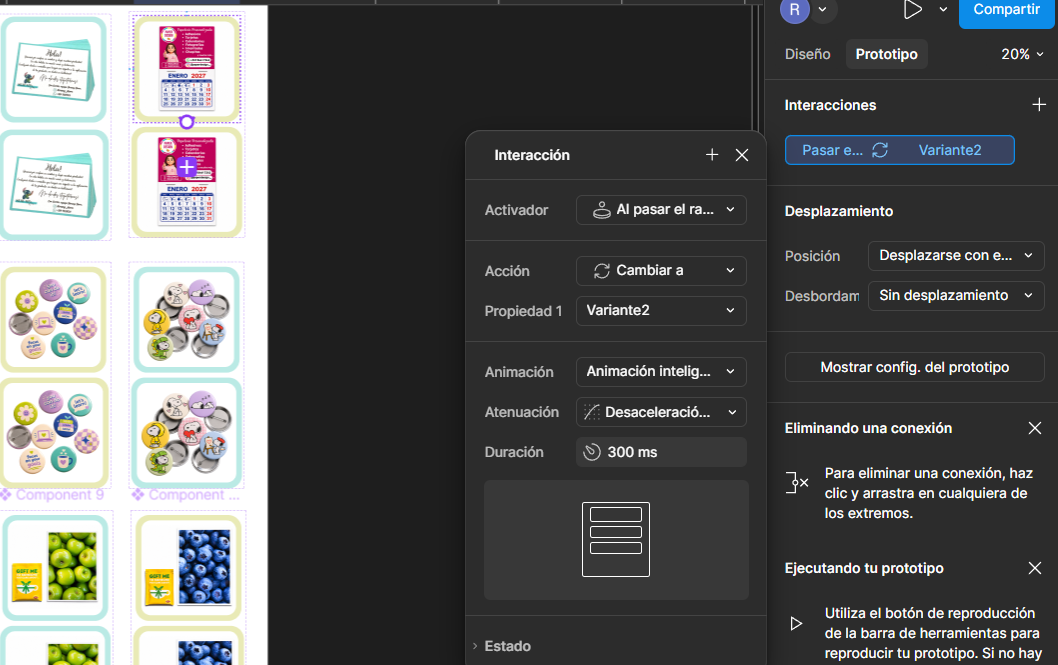 R
Compartir
Diseño
Prototipo
20%
Interacciones
Pasar e...
Variante2
Desplazamiento
Posición
Desplazarse con e...
Desbordam
Sin desplazamiento
Mostrar config. del prototipo
Eliminando una conexión
Para eliminar una conexión, haz
clic y arrastra en cualquiera de
los extremos.
Ejecutando tu prototipo
Utiliza el botón de reproducción
de la barra de herramientas para
reproducir tu prototipo. Si no hay
Interacción
Activador
Al pasar el ra...
Acción
Cambiar a
Propiedad 1
Variante2
Animación
Animación intelig...
Atenuación
Desaceleració...
Duración
300 ms
Estado
Hola!
ENERO 2027
Hola!
ENERO 2027
Component 9
Component ...